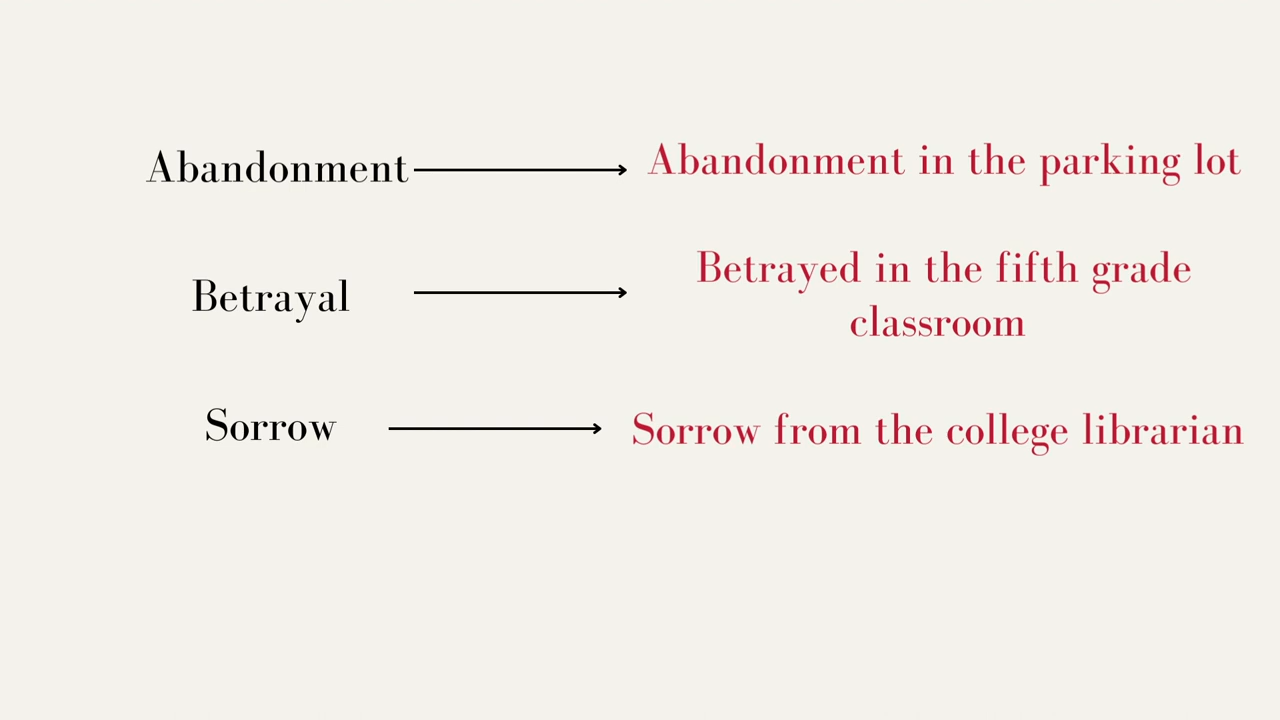 Abandonment
Abandonment in the parking lot
Betrayal
Betrayed in the fifth grade
classroom
Sorrow
Sorrow from the college librarian